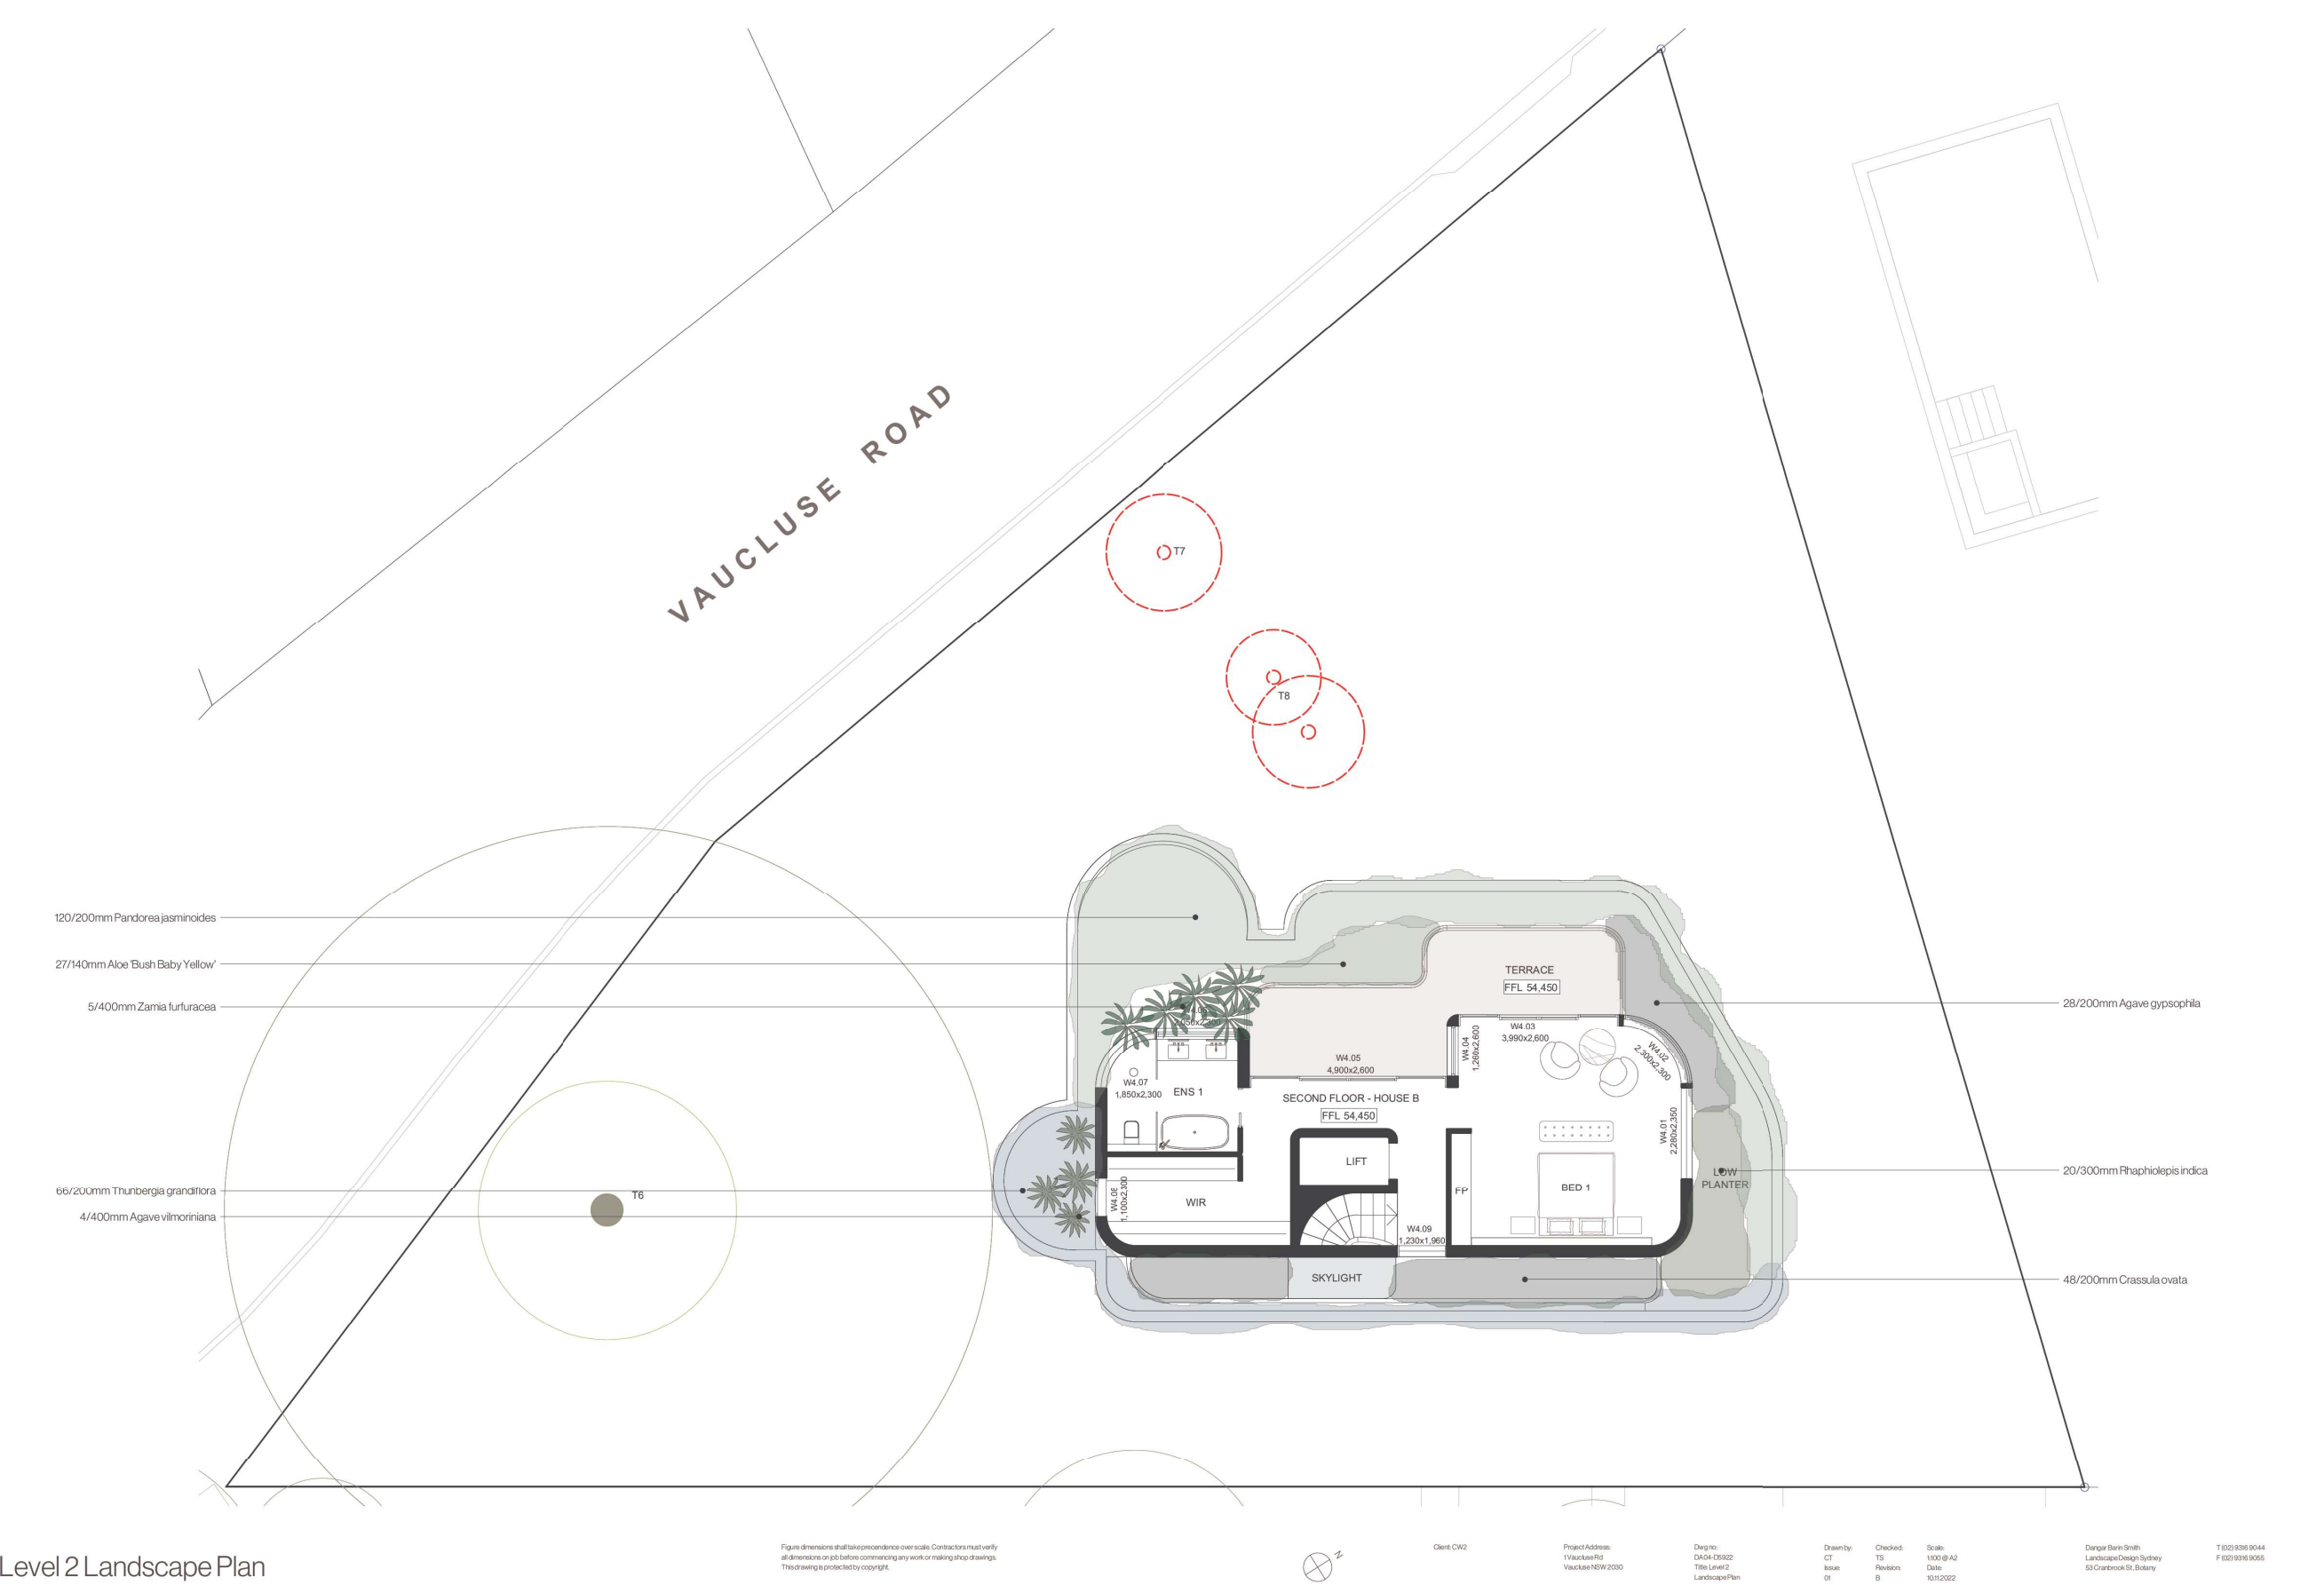 VAUCLUSE ROAD
T7
T8
120/200mm Pandorea jasminoides
27/140mm Aloe 'Bush Baby Yellow'
5/400mm Zamia furfuracea
66/200mm Thunbergia grandiflora
4/400mm Agave vilmoriniana
T6
TERRACE
FFL 54,450
28/200mm Agave gypsophila
W4.03
3,990x2,600
W4.04
1,260x2,600
W4.02
2,300x2,300
W4.05
4,900x2,600
W4.07
1,850x2,300
ENS 1
SECOND FLOOR - HOUSE B
FFL 54,450
W4.01
2,280x2,350
LIFT
20/300mm Rhaphiolepis indica
LOW
PLANTER
FP
BED 1
WIR
W4.08
1,100x2,300
W4.09
1,230x1,960
SKYLIGHT
48/200mm Crassula ovata
Level 2 Landscape Plan
Figure dimensions shall take precendence over scale. Contractors must verify
all dimensions on job before commencing any work or making shop drawings.
This drawing is protected by copyright.
N
Client: CW2
Project Address:
1 Vaucluse Rd
Vaucluse NSW 2030
Dwg no:
DA04-D5922
Title: Level 2
Landscape Plan
Drawn by:
CT
Issue:
01
Checked:
TS
Revision:
B
Scale:
1:100 @ A2
Date:
10.11.2022
Dangar Barin Smith
Landscape Design Sydney
53 Cranbrook St, Botany
T (02) 9316 9044
F (02) 9316 9055